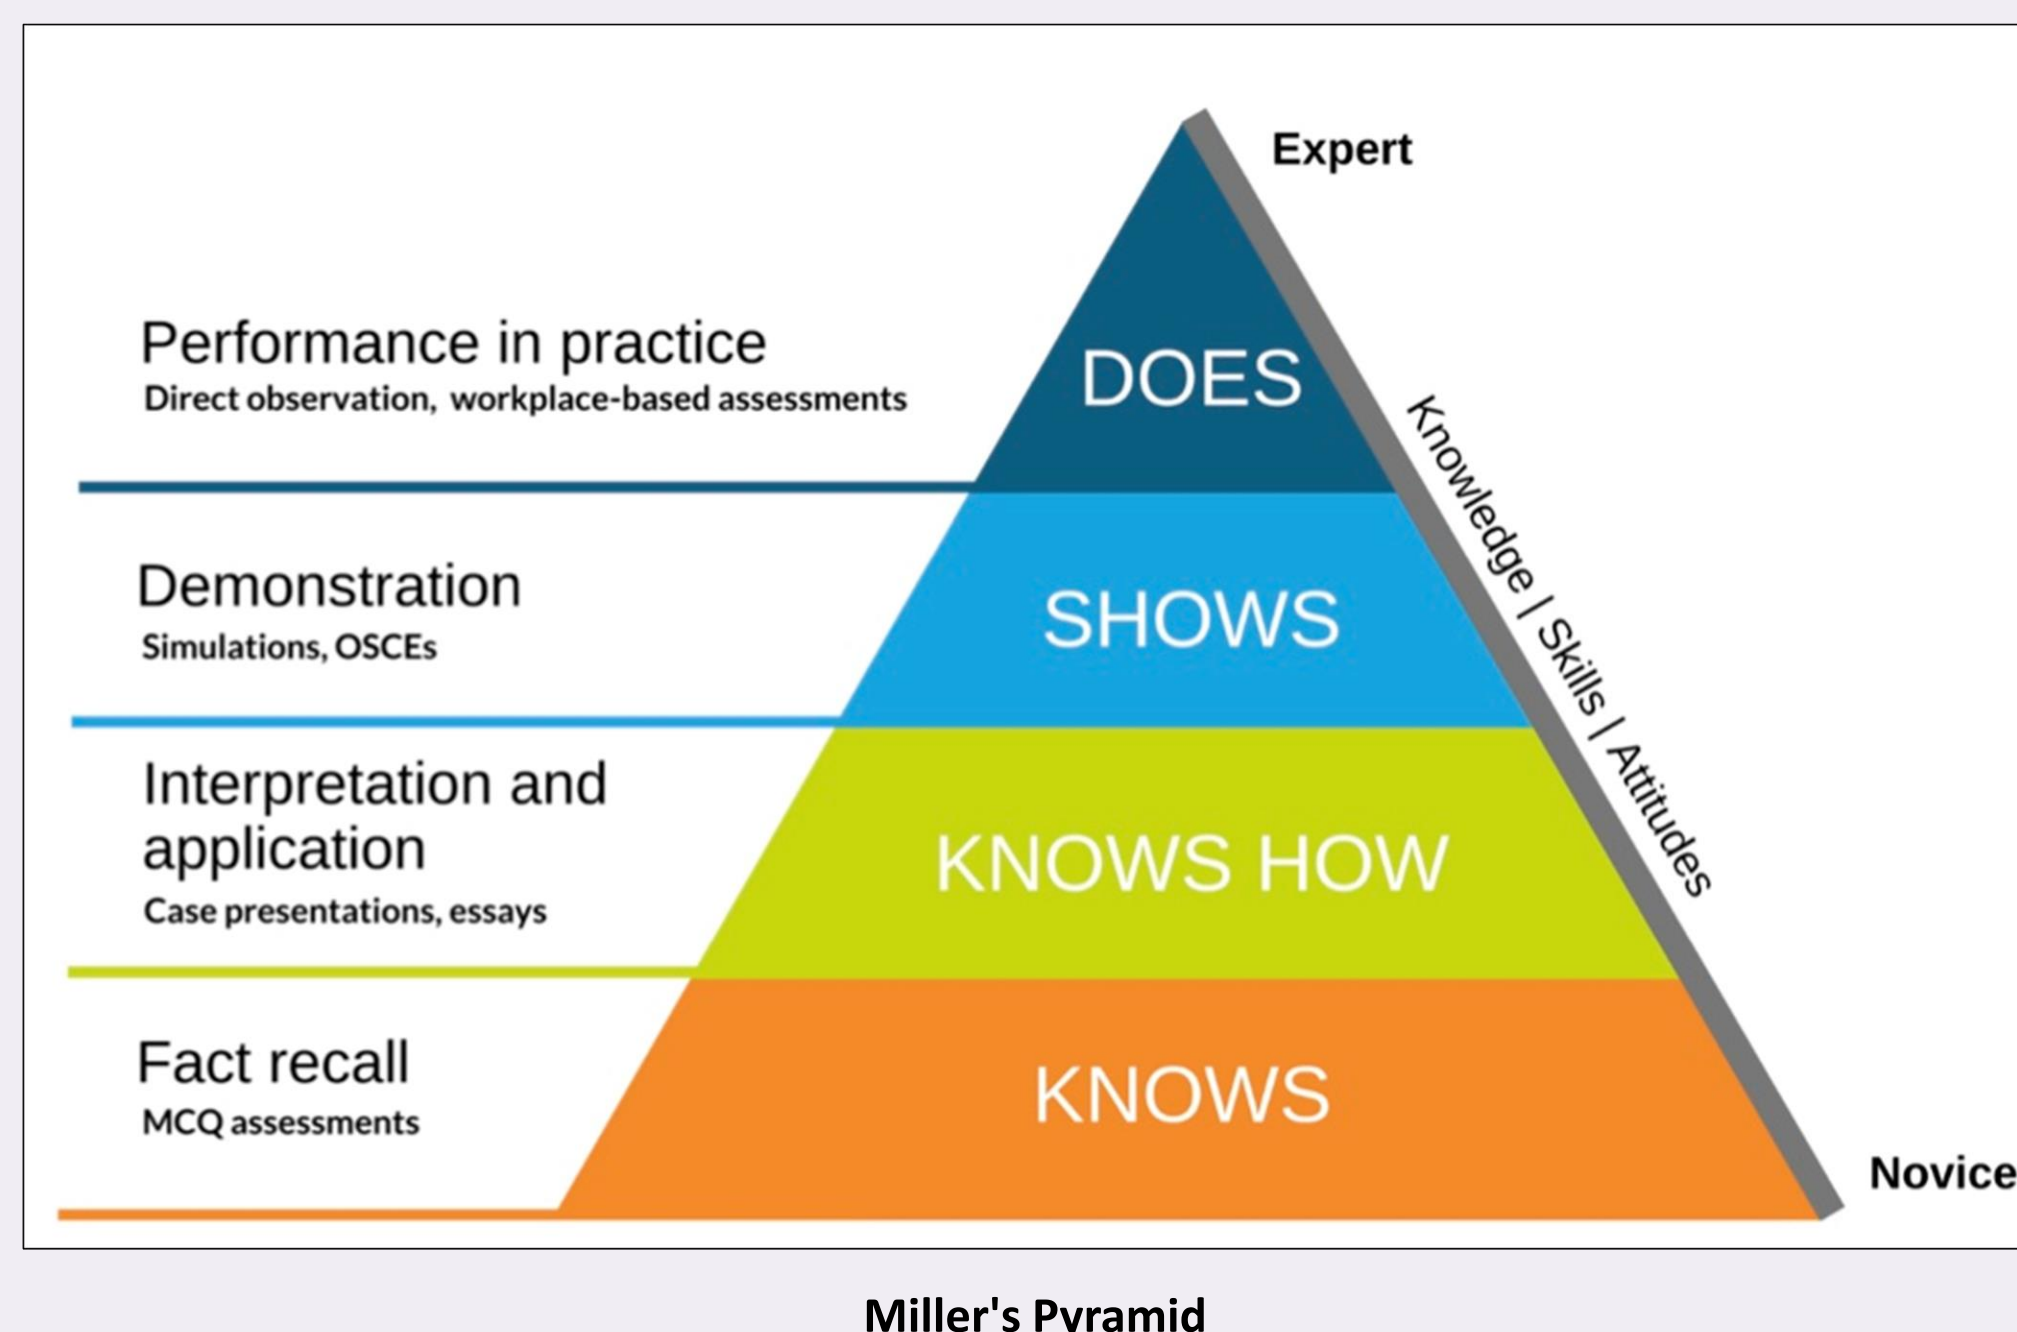 Expert
Performance in practice
Direct observation, workplace-based assessments
DOES
Knowledge | Skills | Attitudes
Demonstration
Simulations, OSCEs
SHOWS
Interpretation and
application
Case presentations, essays
KNOWS HOW
Fact recall
MCQ assessments
KNOWS
Novice
Miller's Pyramid